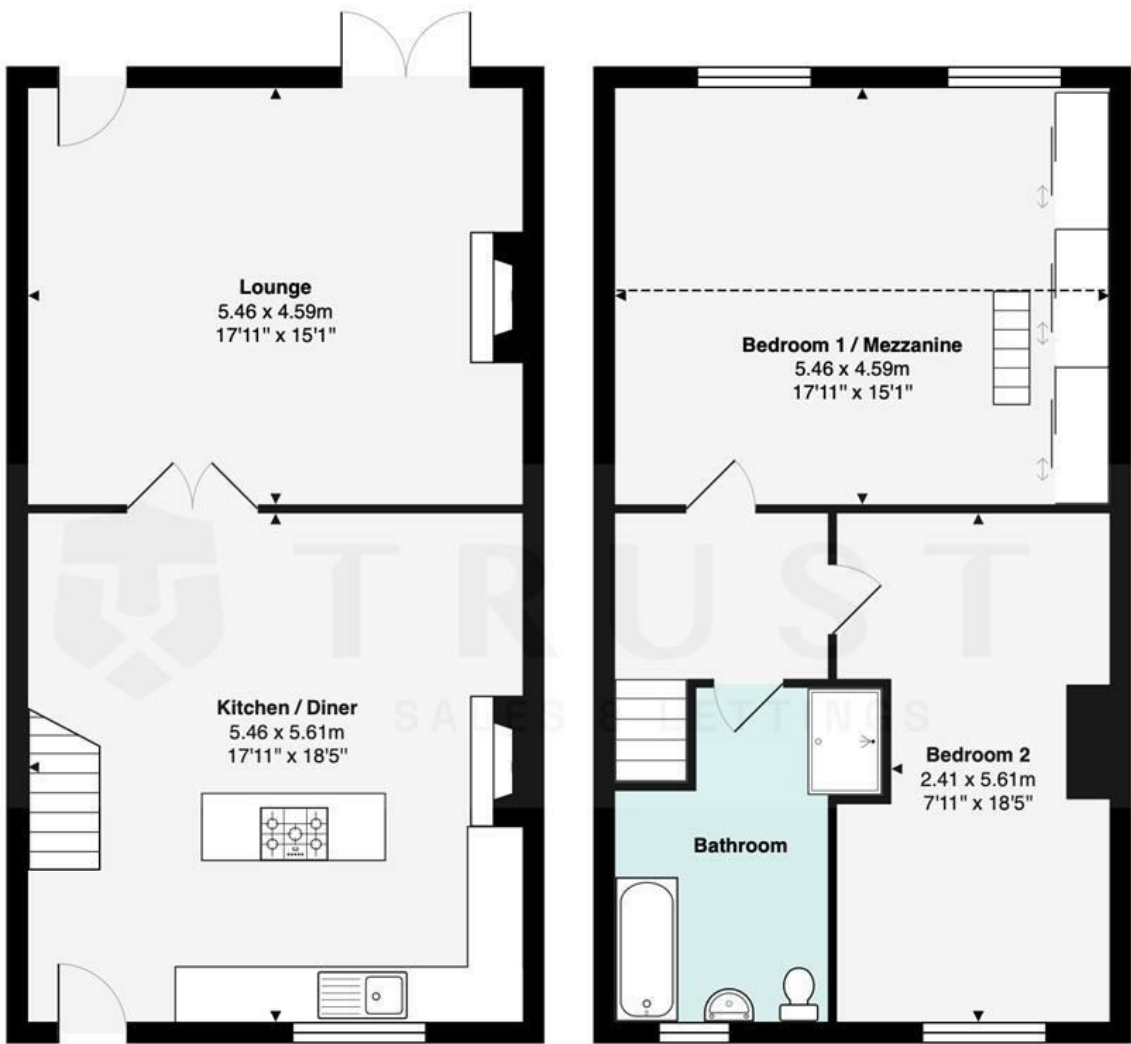 Lounge
5.46 x 4.59m
17'11" x 15'1"
Bedroom 1 / Mezzanine
5.46 x 4.59m
17'11" x 15'1"
TRUST
SALES & LETTINGS
Kitchen / Diner
5.46 x 5.61m
17'11" x 18'5"
Bedroom 2
2.41 x 5.61m
7'11" x 18'5"
Bathroom